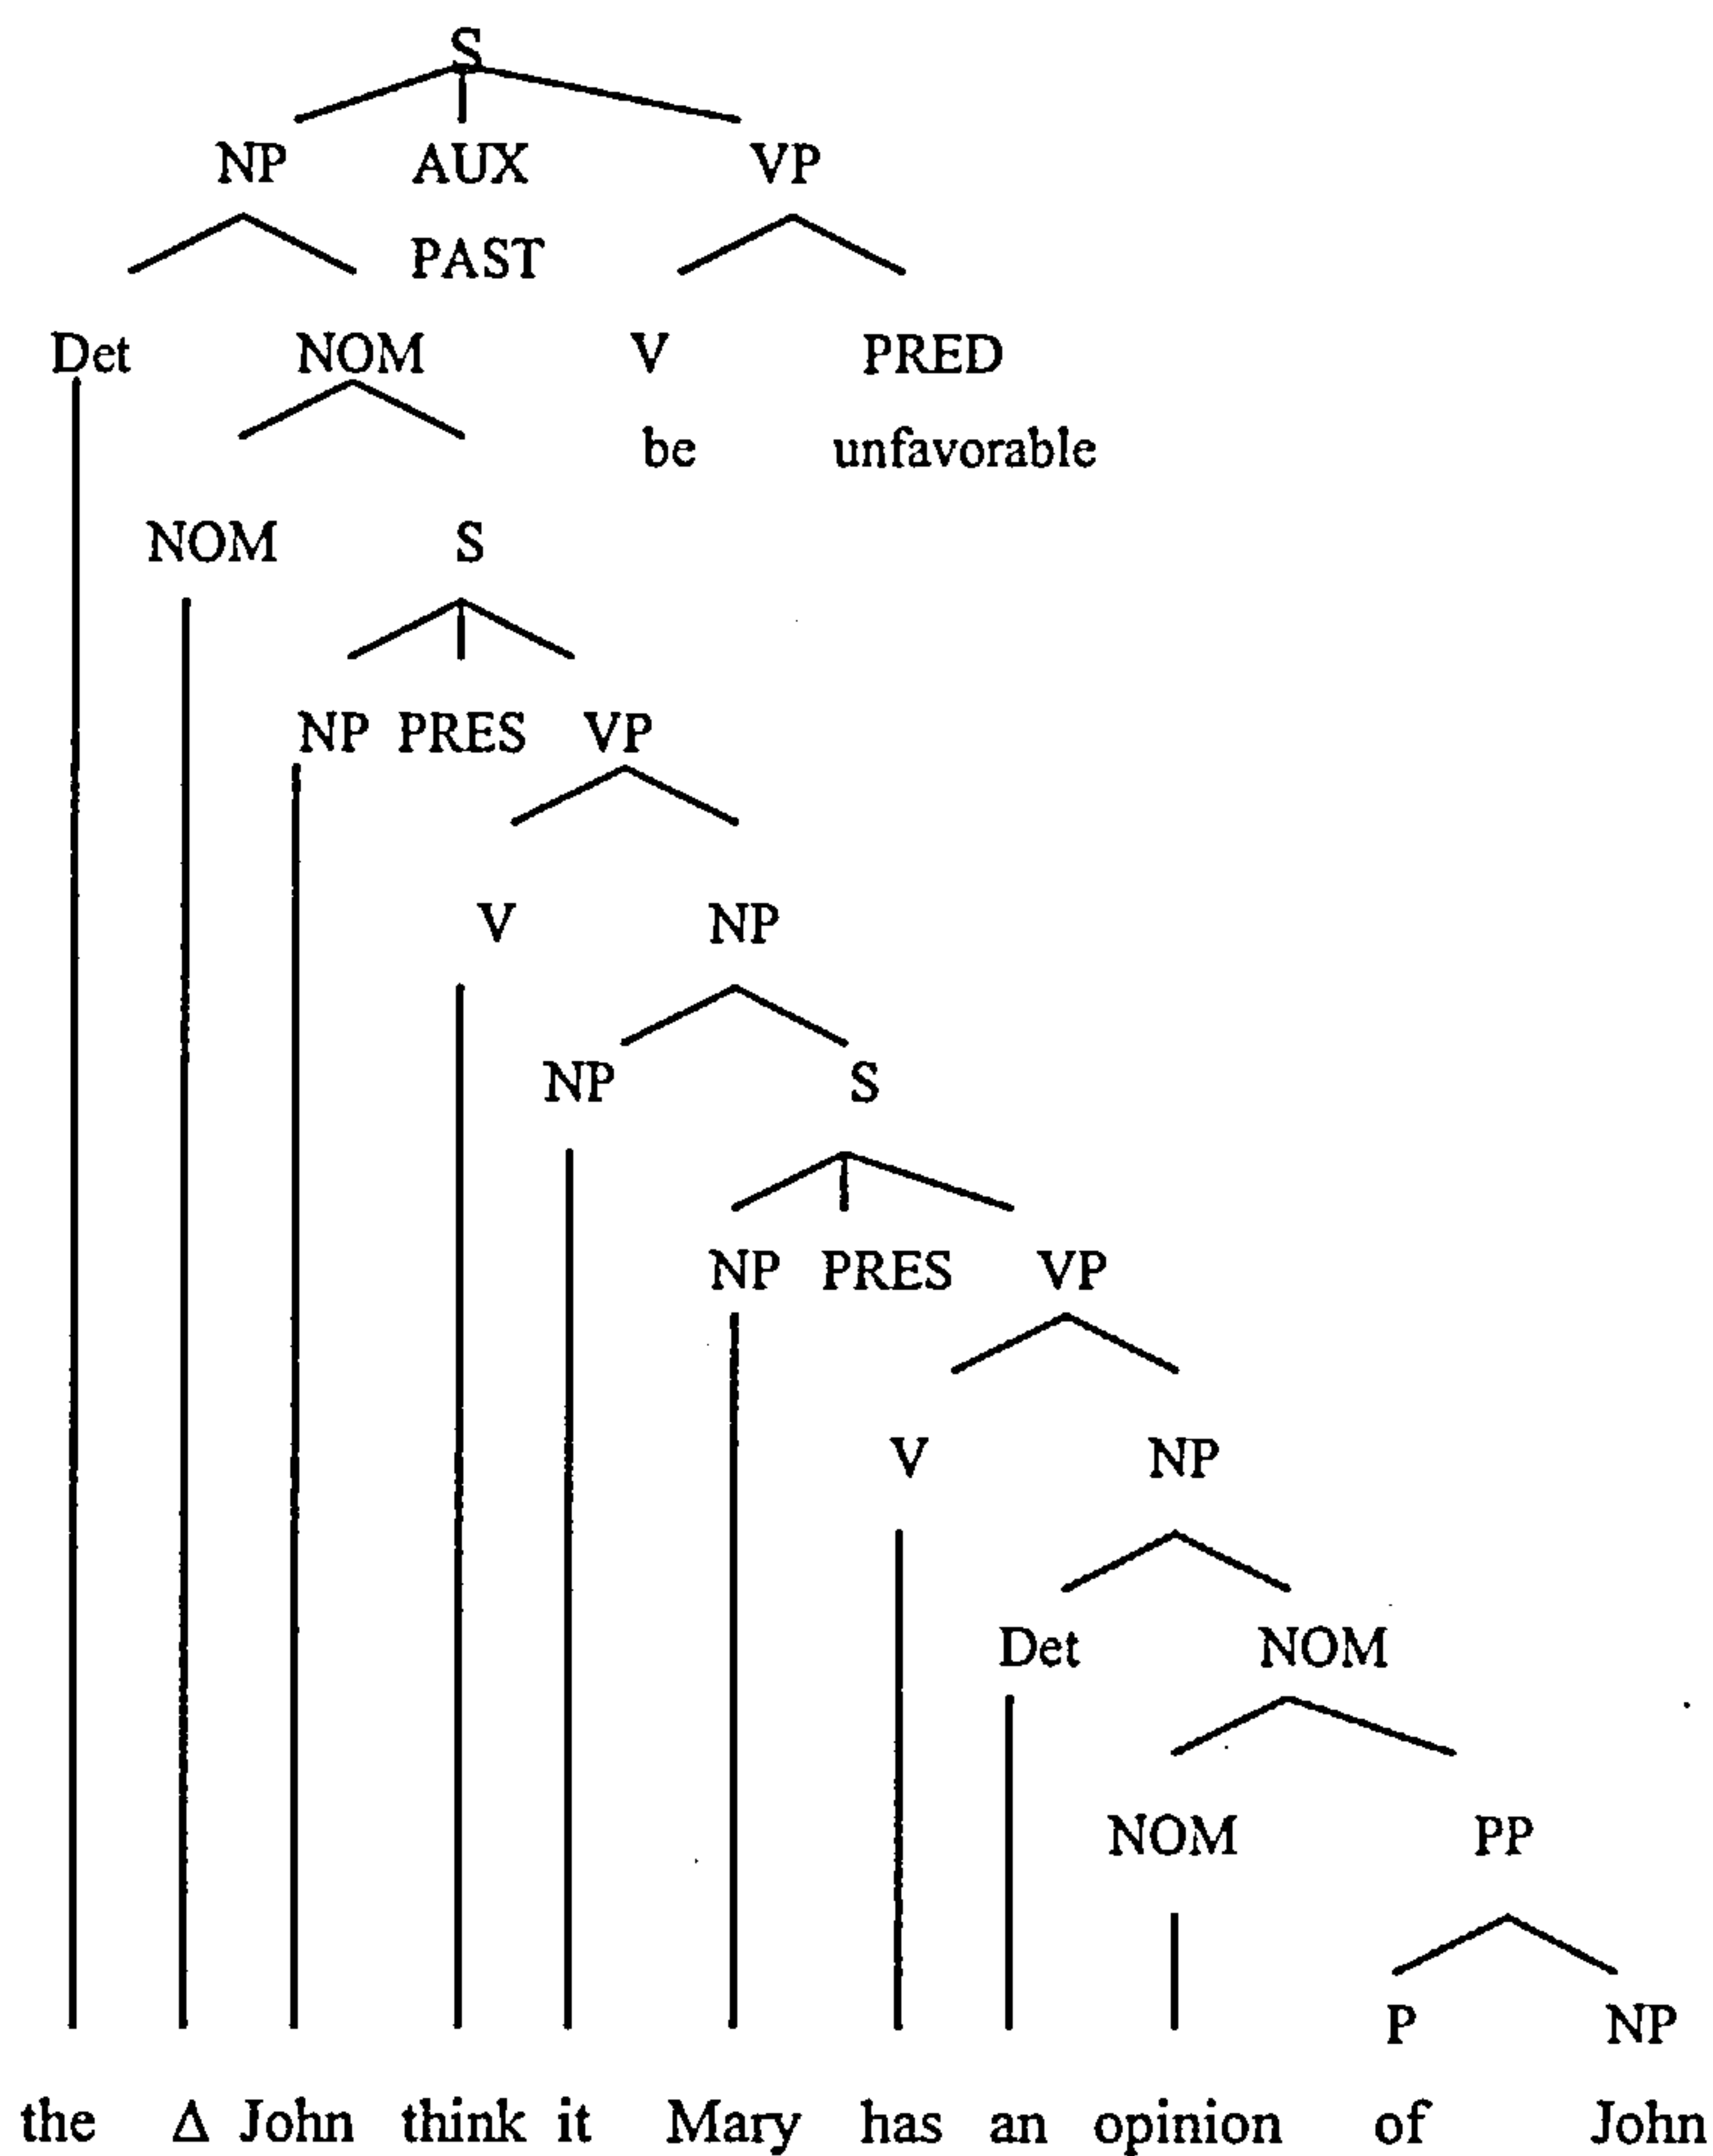 S
NP AUX VP
PAST
Det NOM V PRED
be unfavorable
NOM S
NP PRES VP
V NP
NP S
NP PRES VP
V NP
Det NOM
NOM PP
P NP
the Δ John think it Mary has an opinion of John